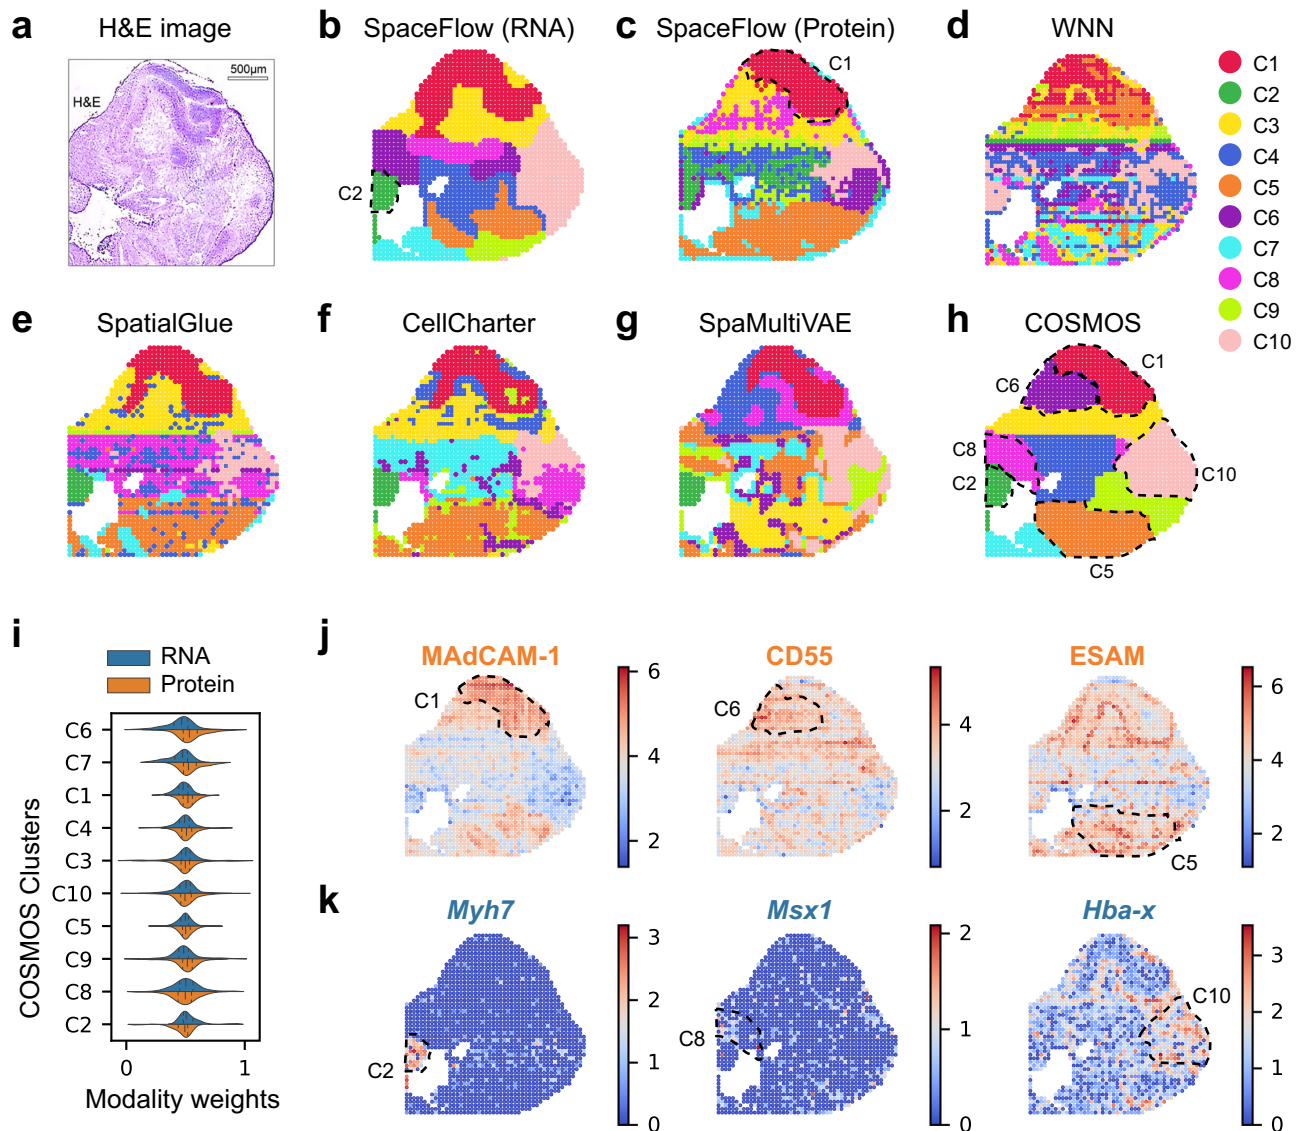 a H&E image
500µm
H&E
b SpaceFlow (RNA)
C2
c SpaceFlow (Protein)
C1
d WNN
C1
C2
C3
C4
C5
C6
C7
C8
C9
C10
e SpatialGlue
f CellCharter
g SpaMultiVAE
h COSMOS
C1
C6
C8
C2
C10
C5
i
RNA
Protein
COSMOS Clusters
C6
C7
C1
C4
C3
C10
C5
C9
C8
C2
0 1
Modality weights
j MAdCAM-1
C1
6
4
2
CD55
C6
4
2
ESAM
C5
6
4
2
k Myh7
C2
3
2
1
0
Msx1
C8
2
1
0
Hba-x
C10
3
2
1
0